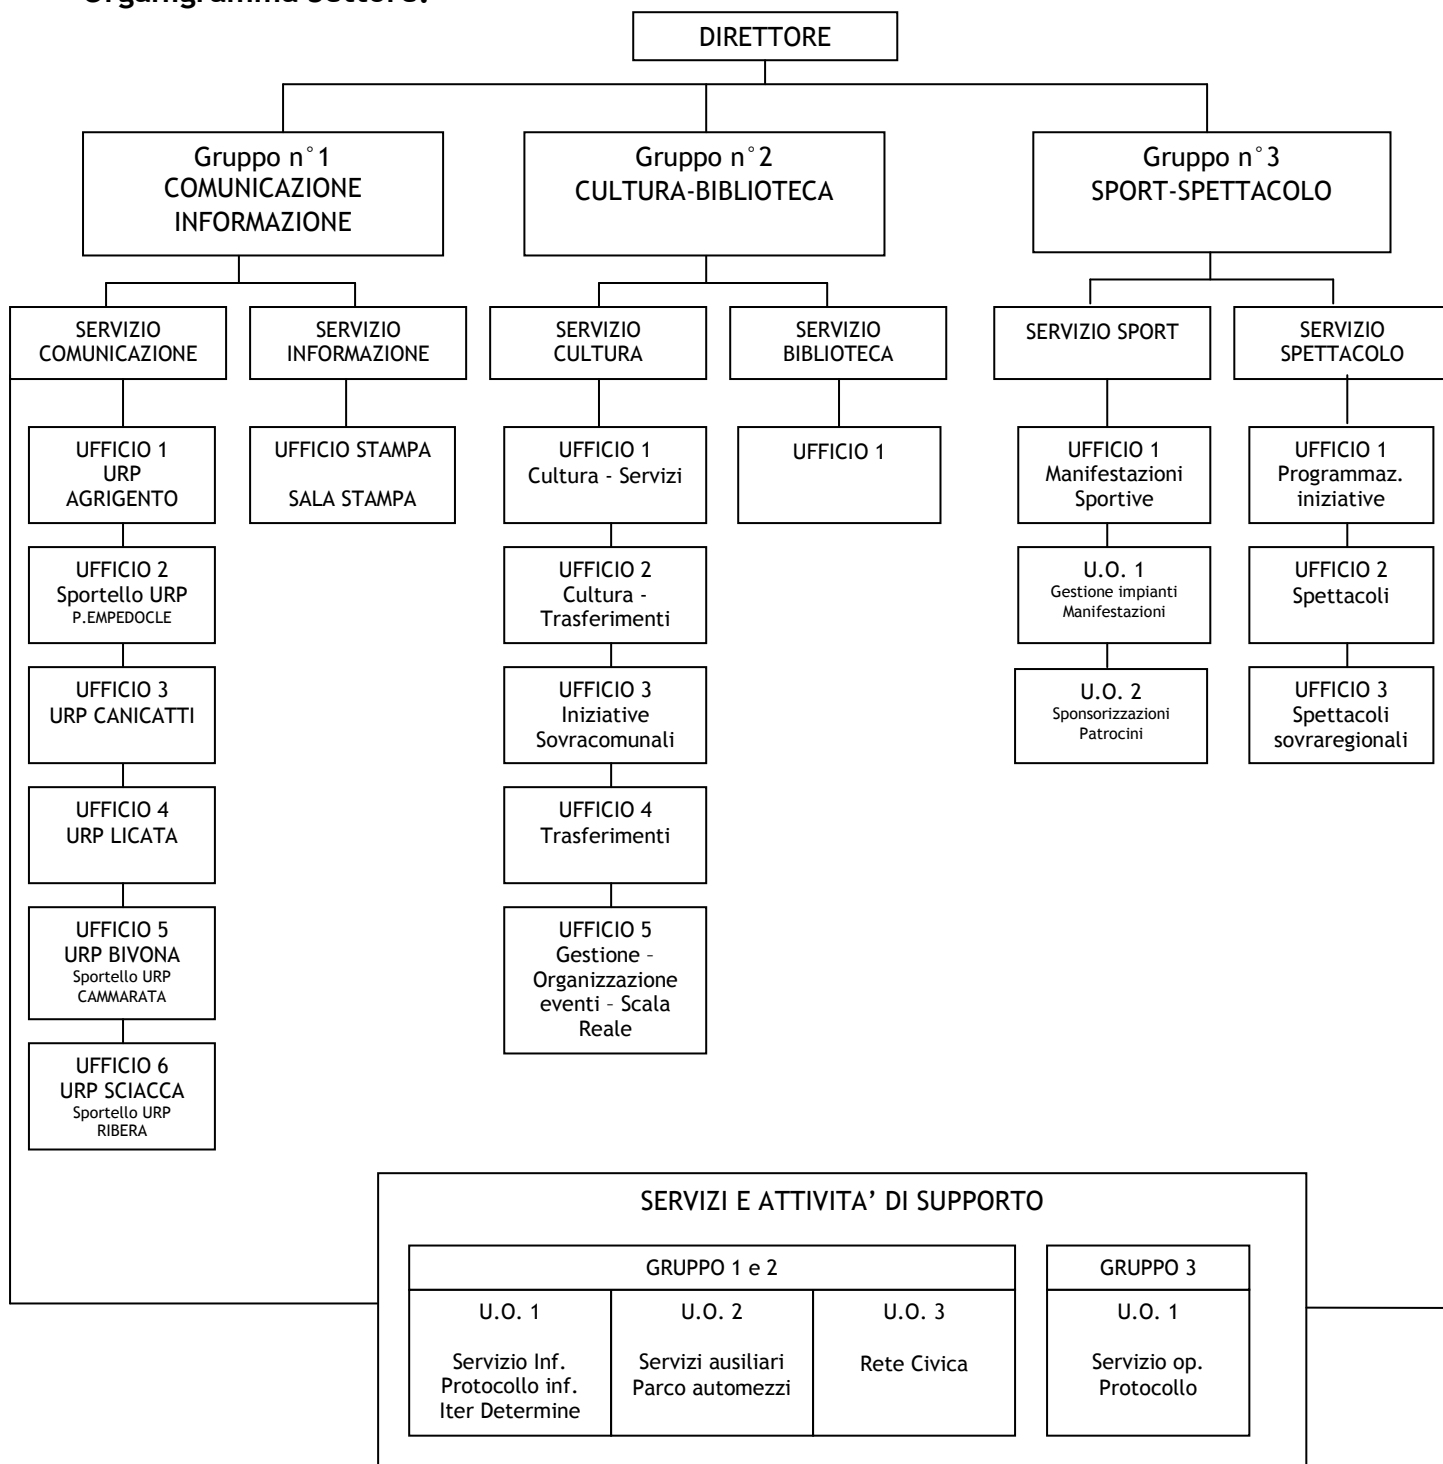 Organigramma Settore:
DIRETTORE
Gruppo n°1
COMUNICAZIONE
INFORMAZIONE
Gruppo n°2
CULTURA-BIBLIOTECA
Gruppo n°3
SPORT-SPETTACOLO
SERVIZIO
COMUNICAZIONE
SERVIZIO
INFORMAZIONE
SERVIZIO
CULTURA
SERVIZIO
BIBLIOTECA
SERVIZIO SPORT
SERVIZIO
SPETTACOLO
UFFICIO 1
URP
AGRIGENTO
UFFICIO 2
Sportello URP
P.EMPEDOCLE
UFFICIO 3
URP CANICATTI
UFFICIO 4
URP LICATA
UFFICIO 5
URP BIVONA
Sportello URP
CAMMARATA
UFFICIO 6
URP SCIACCA
Sportello URP
RIBERA
UFFICIO STAMPA
SALA STAMPA
UFFICIO 1
Cultura - Servizi
UFFICIO 2
Cultura -
Trasferimenti
UFFICIO 3
Iniziative
Sovracomunali
UFFICIO 4
Trasferimenti
UFFICIO 5
Gestione –
Organizzazione
eventi – Scala
Reale
UFFICIO 1
UFFICIO 1
Manifestazioni
Sportive
U.O. 1
Gestione impianti
Manifestazioni
U.O. 2
Sponsorizzazioni
Patrocini
UFFICIO 1
Programmaz.
iniziative
UFFICIO 2
Spettacoli
UFFICIO 3
Spettacoli
sovraregionali
SERVIZI E ATTIVITA’ DI SUPPORTO
GRUPPO 1 e 2
U.O. 1
Servizio Inf.
Protocollo inf.
Iter Determine
U.O. 2
Servizi ausiliari
Parco automezzi
U.O. 3
Rete Civica
GRUPPO 3
U.O. 1
Servizio op.
Protocollo